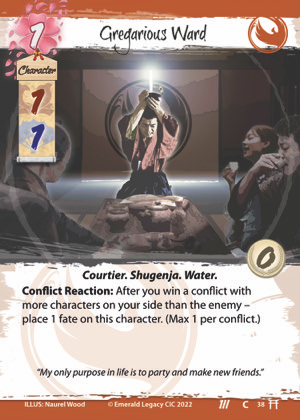 Gregarious Ward
1
Character
1
1
0
Courtier. Shugenja. Water.
Conflict Reaction: After you win a conflict with
more characters on your side than the enemy –
place 1 fate on this character. (Max 1 per conflict.)
"My only purpose in life is to party and make new friends."
ILLUS: Naurel Wood © Emerald Legacy CIC 2022 C 38